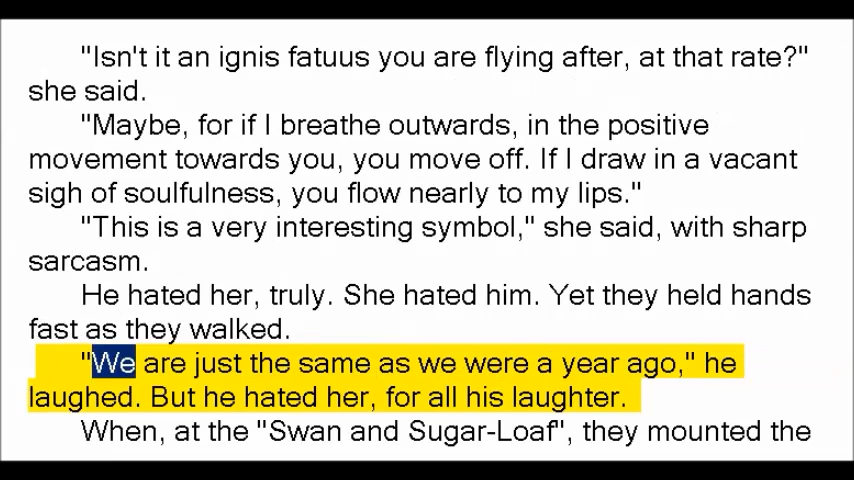 "Isn't it an ignis fatuus you are flying after, at that rate?"
she said.
"Maybe, for if I breathe outwards, in the positive
movement towards you, you move off. If I draw in a vacant
sigh of soulfulness, you flow nearly to my lips."
"This is a very interesting symbol," she said, with sharp
sarcasm.
He hated her, truly. She hated him. Yet they held hands
fast as they walked.
"We are just the same as we were a year ago," he
laughed. But he hated her, for all his laughter.
When, at the "Swan and Sugar-Loaf", they mounted the